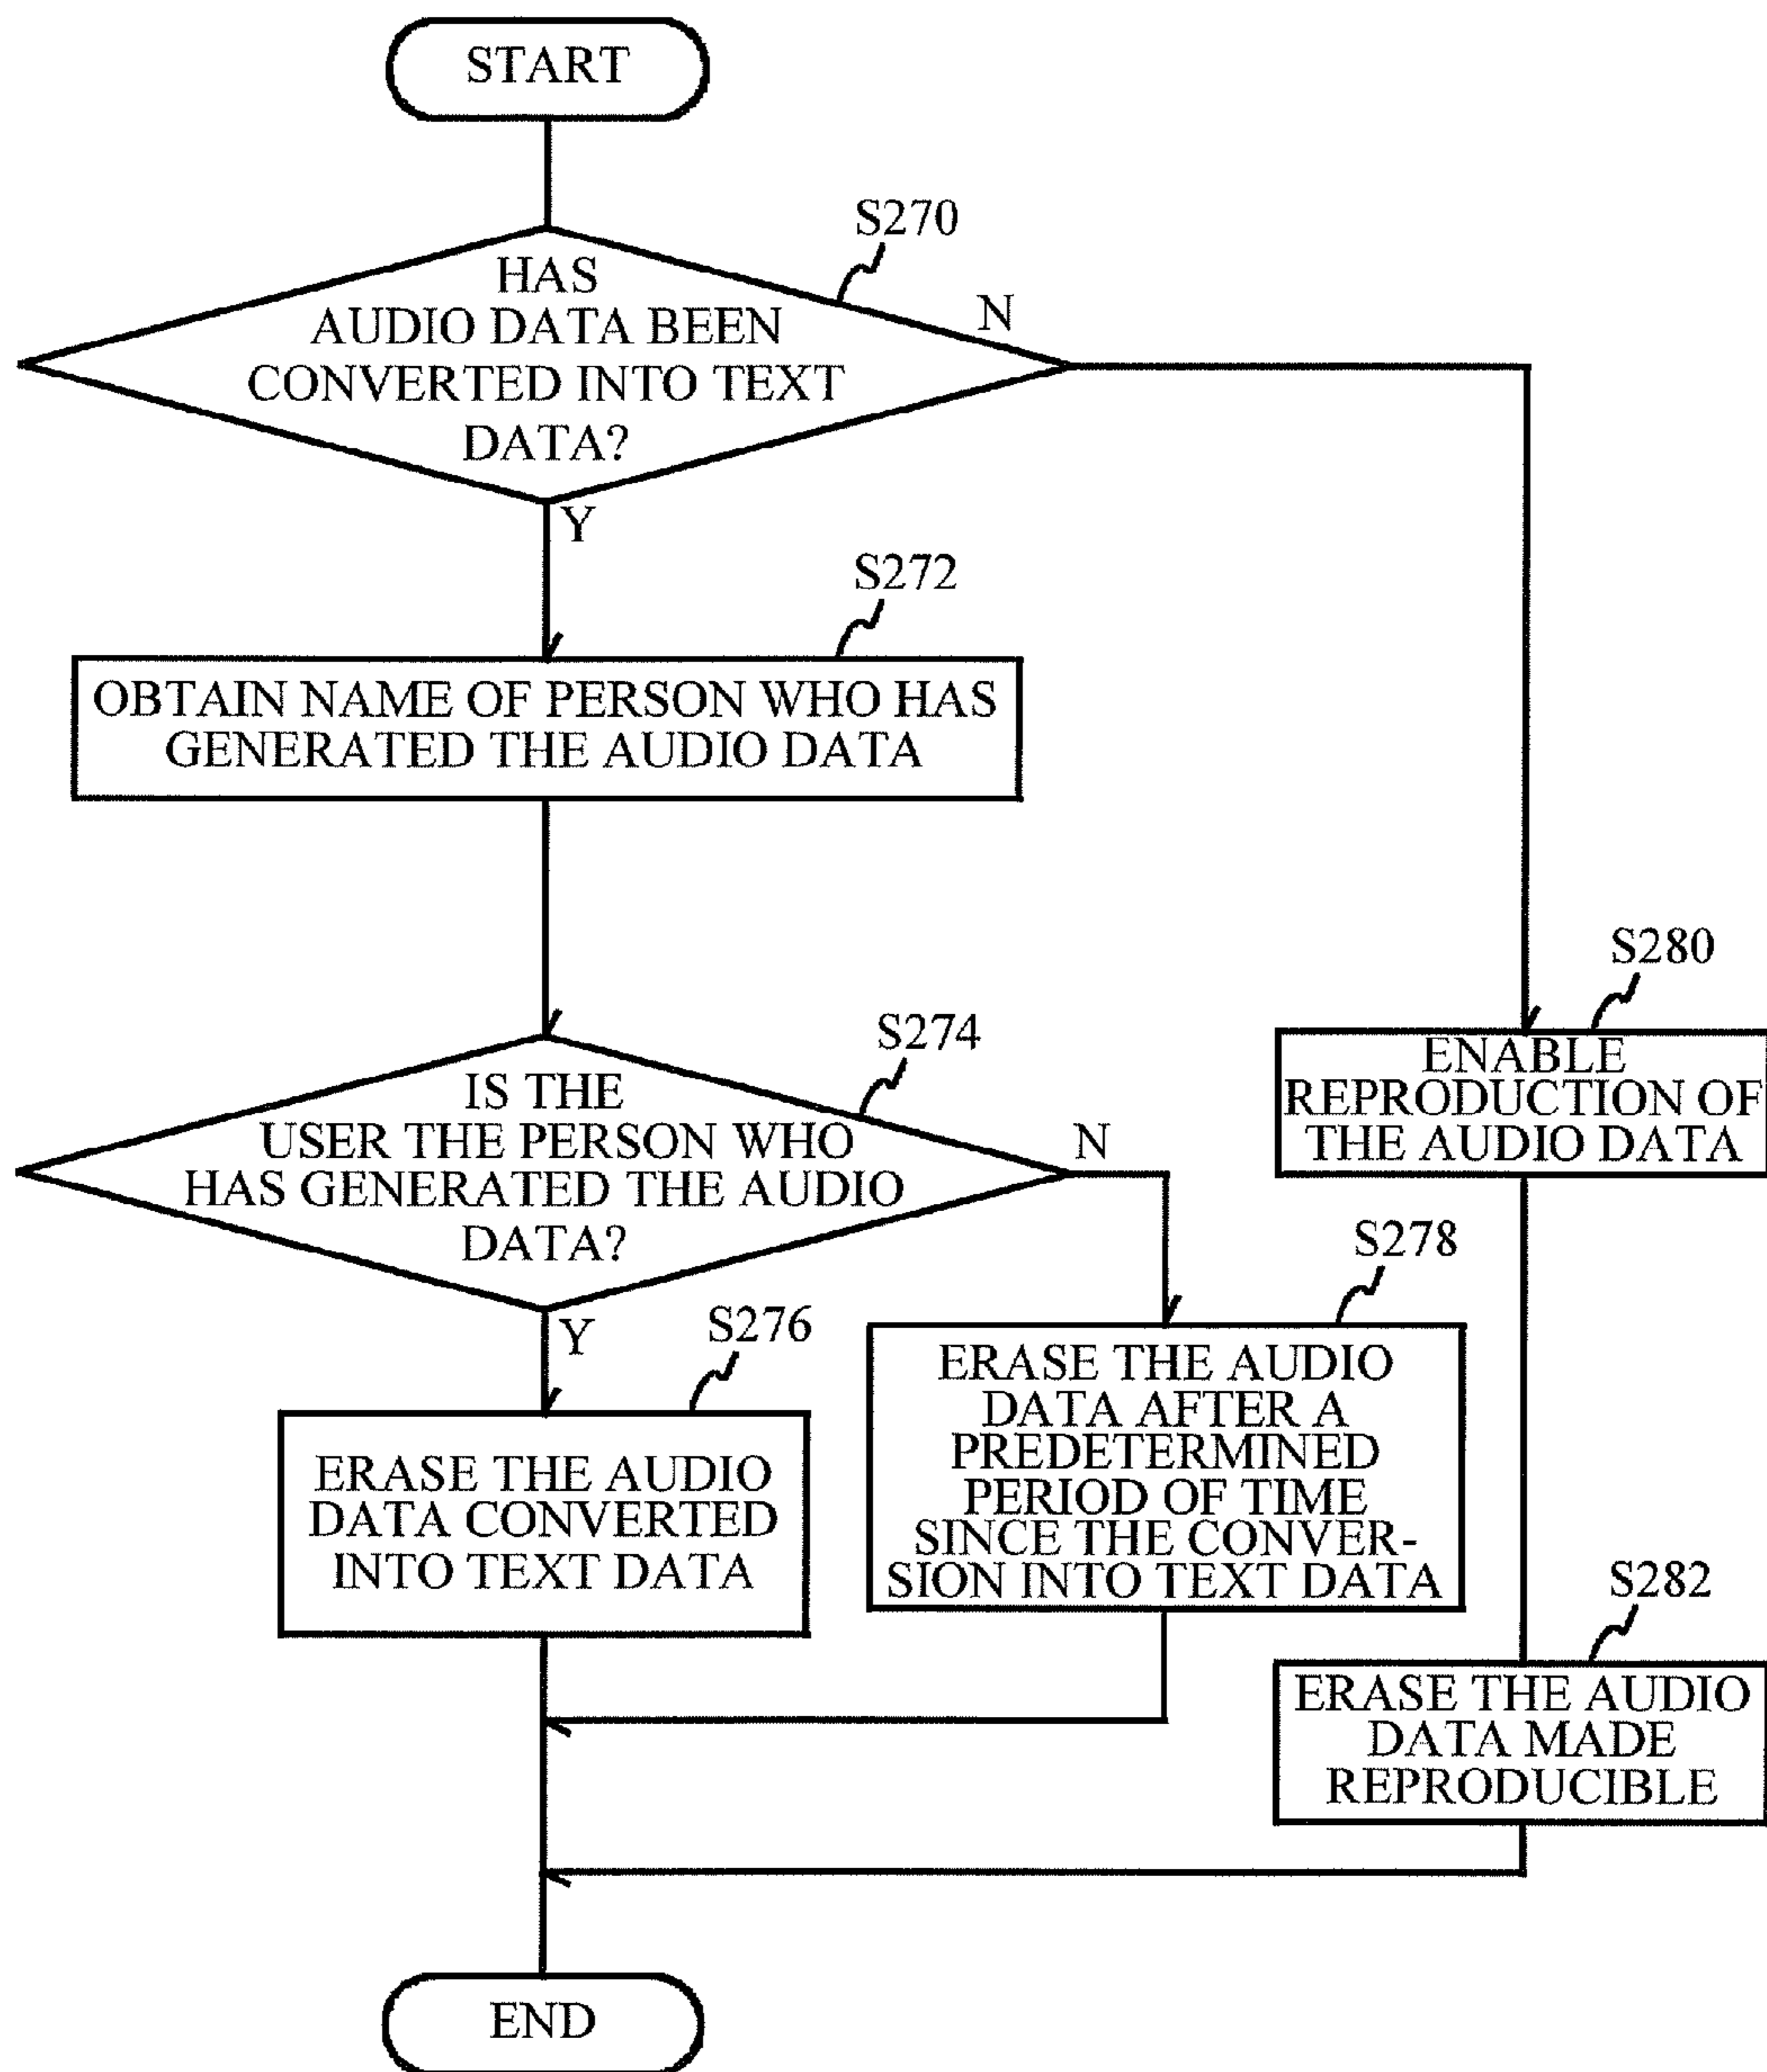 START
S270
HAS
AUDIO DATA BEEN
CONVERTED INTO TEXT
DATA?
N
Y
S272
OBTAIN NAME OF PERSON WHO HAS
GENERATED THE AUDIO DATA
S274
IS THE
USER THE PERSON WHO
HAS GENERATED THE AUDIO
DATA?
N
Y
S276
ERASE THE AUDIO
DATA CONVERTED
INTO TEXT DATA
S278
ERASE THE AUDIO
DATA AFTER A
PREDETERMINED
PERIOD OF TIME
SINCE THE CONVER-
SION INTO TEXT DATA
S280
ENABLE
REPRODUCTION OF
THE AUDIO DATA
S282
ERASE THE AUDIO
DATA MADE
REPRODUCIBLE
END